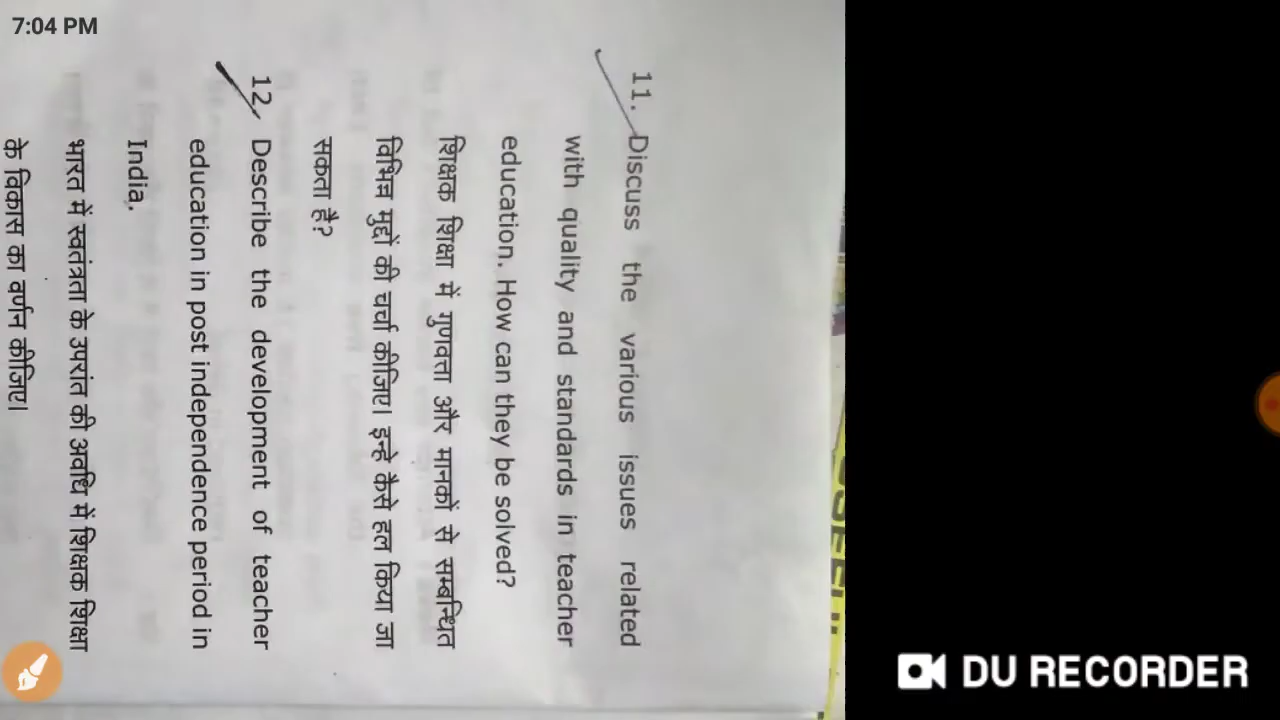 7:04 PM
11. Discuss the various issues related
with quality and standards in teacher
education. How can they be solved?
शिक्षक शिक्षा में गुणवत्ता और मानकों से सम्बन्धित
विभिन्न मुद्दों की चर्चा कीजिए। इन्हे कैसे हल किया जा
सकता है?
12. Describe the development of teacher
education in post independence period in
India.
भारत में स्वतंत्रता के उपरांत की अवधि में शिक्षक शिक्षा
के विकास का वर्णन कीजिए।
DU RECORDER